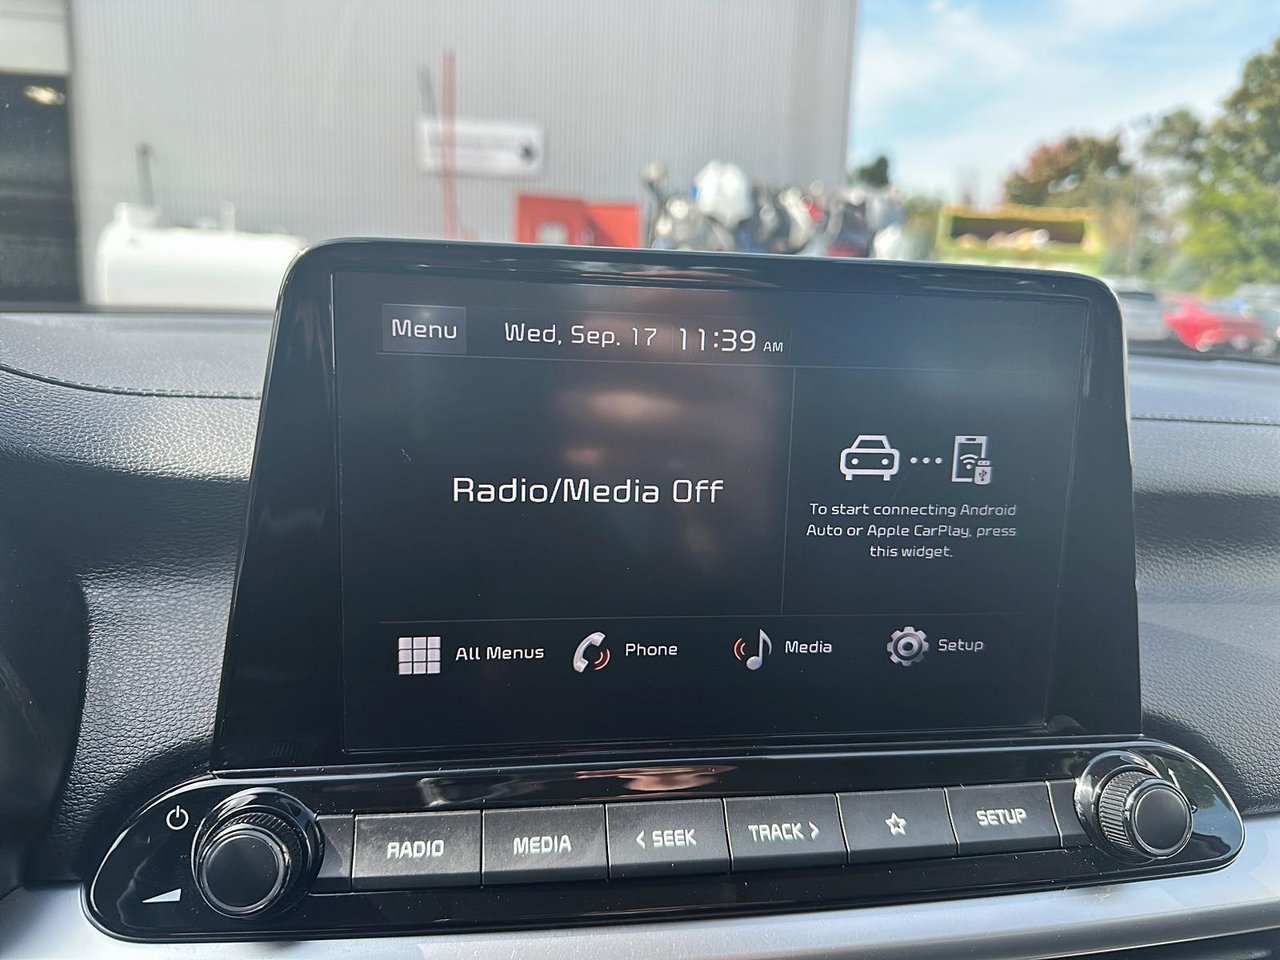 Menu Wed, Sep. 17 11:39 AM
Radio/Media Off
To start connecting Android
Auto or Apple CarPlay, press
this widget.
All Menus Phone Media Setup
RADIO MEDIA < SEEK TRACK > SETUP